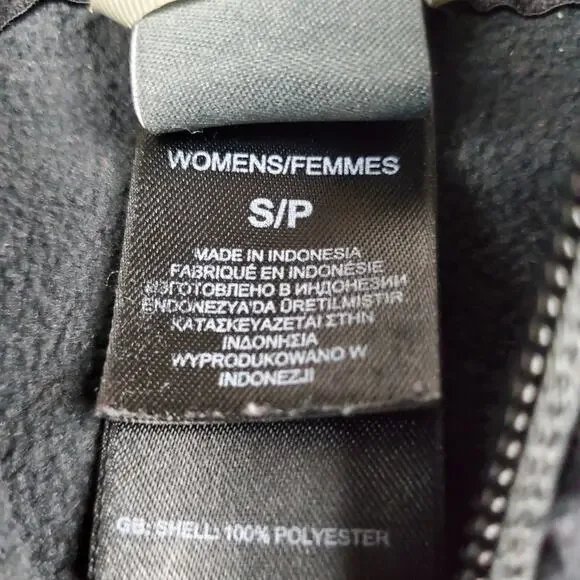 WOMENS/FEMMES
S/P
MADE IN INDONESIA
FABRIQUÉ EN INDONÉSIE
ИЗГОТОВЛЕНО В ИНДОНЕЗИИ
ENDONEZYA'DA ÜRETILMISTIR
ΚΑΤΑΣΚΕΥΑΖΕΤΑΙ ΣΤΗΝ
ΙΝΔΟΝΗΣΙΑ
WYPRODUKOWANO W
INDONEZJI
GB: SHELL: 100% POLYESTER